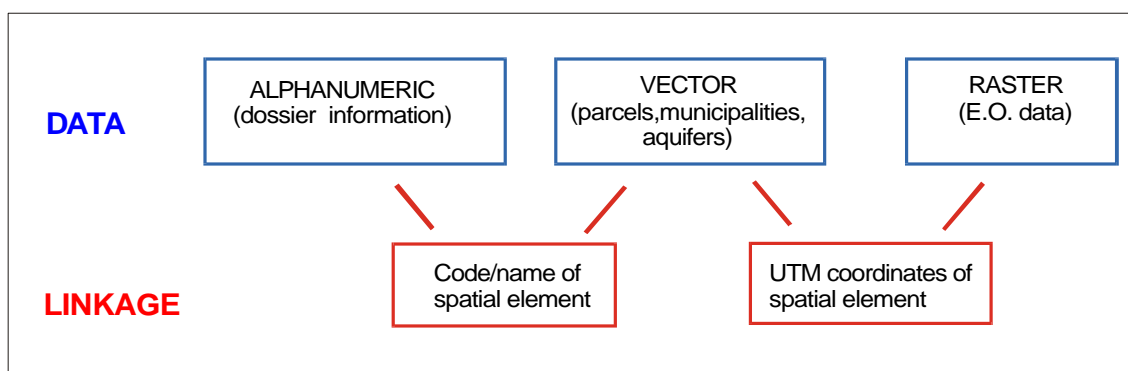 DATA
ALPHANUMERIC
(dossier information)
VECTOR
(parcels,municipalities,
aquifers)
RASTER
(E.O. data)
LINKAGE
Code/name of
spatial element
UTM coordinates of
spatial element